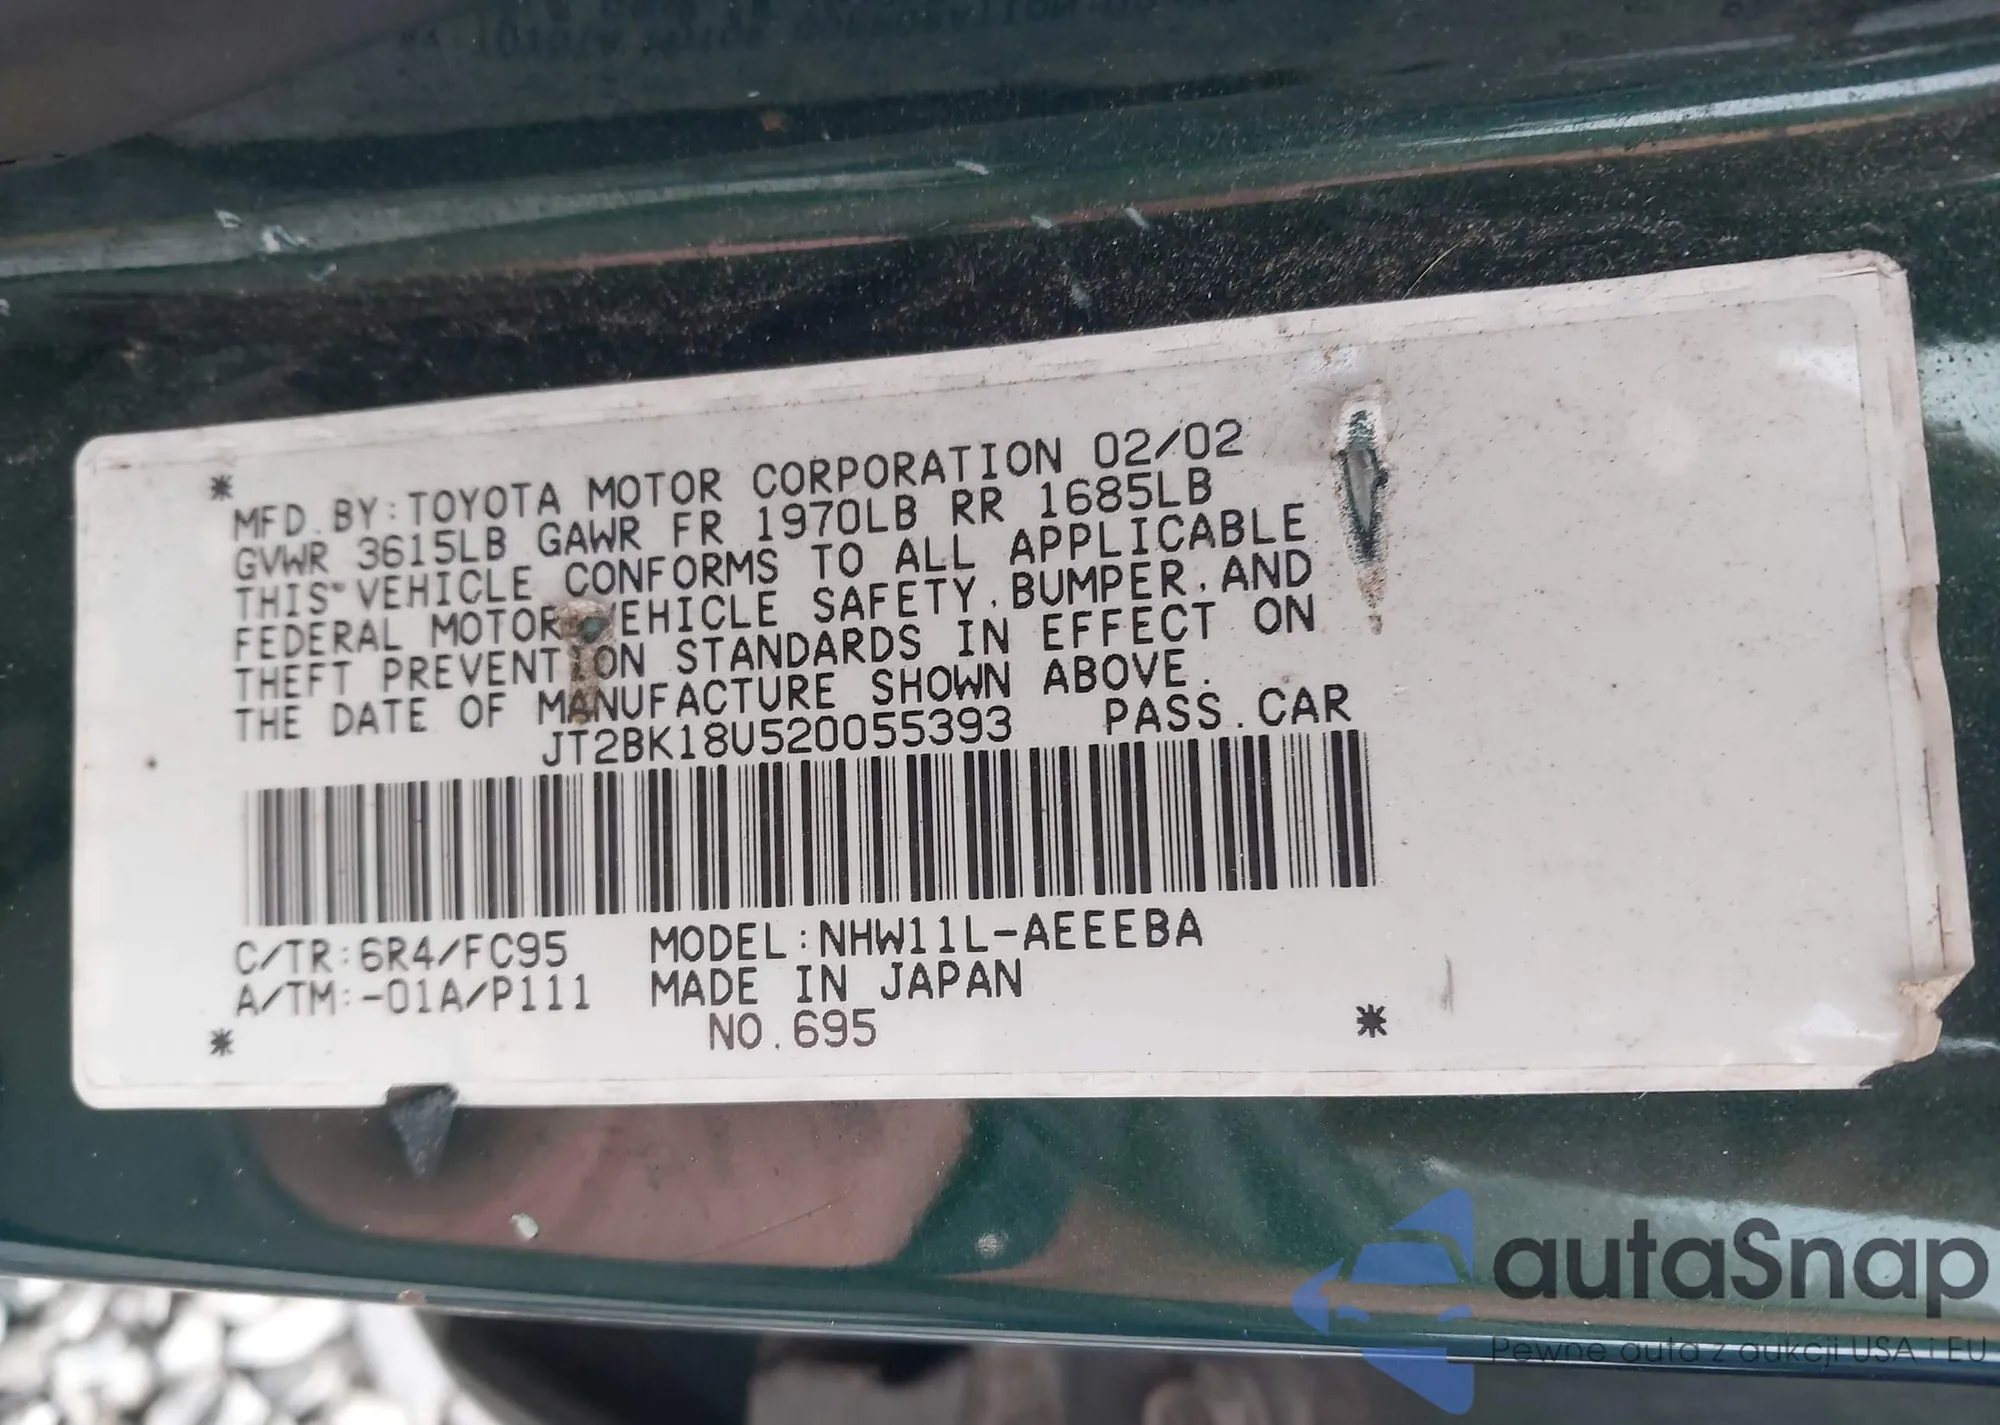 *
MFD.BY:TOYOTA MOTOR CORPORATION 02/02
GVWR 3615LB GAWR FR 1970LB RR 1685LB
THIS VEHICLE CONFORMS TO ALL APPLICABLE
FEDERAL MOTOR VEHICLE SAFETY,BUMPER,AND
THEFT PREVENTION STANDARDS IN EFFECT ON
THE DATE OF MANUFACTURE SHOWN ABOVE.
JT2BK18U520055393 PASS.CAR
C/TR:6R4/FC95 MODEL:NHW11L-AEEEBA
A/TM:-01A/P111 MADE IN JAPAN
* NO.695 *
autaSnap
Pewne auta z aukcji USA i EU